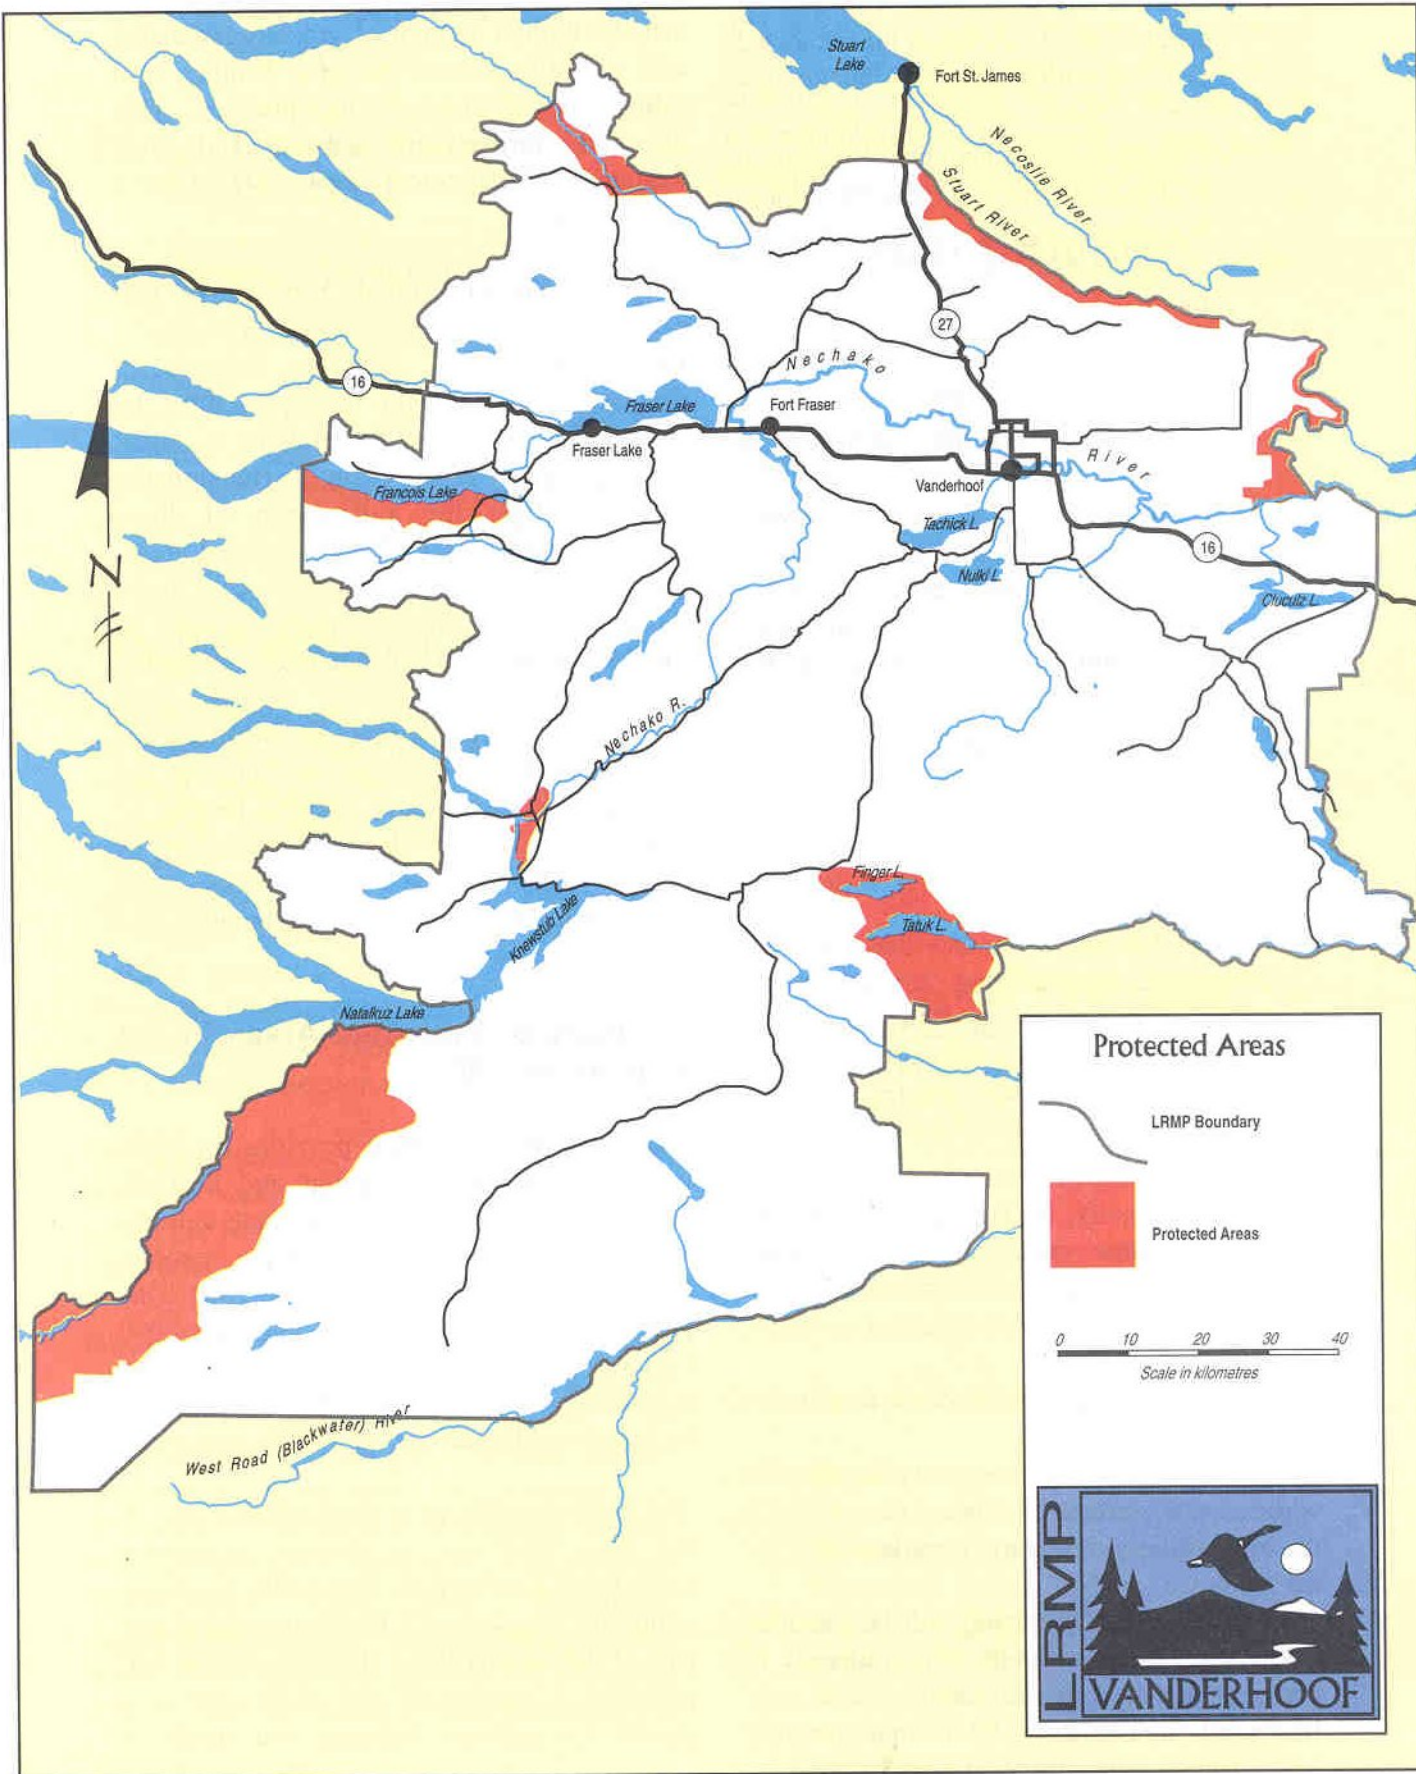 Stuart
Lake
Fort St. James
Necoslie River
Stuart River
27
16
Nechako
Fraser Lake
Fort Fraser
Fraser Lake
River
Francois Lake
Vanderhoof
Tachick L.
16
Nulki L.
Cluculz L.
N
Nechako R.
Finger L.
Tatuk L.
Knewstub Lake
Natalkuz Lake
Protected Areas
LRMP Boundary
Protected Areas
0 10 20 30 40
Scale in kilometres
West Road (Blackwater) River
LRMP
VANDERHOOF